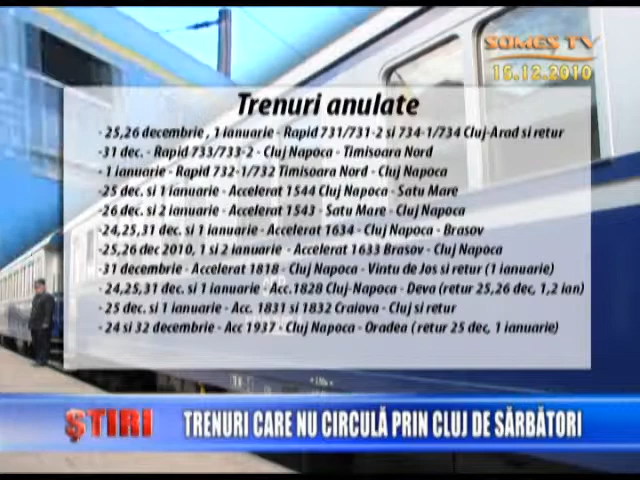 SOMEȘ TV
15.12.2010
Trenuri anulate
- 25,26 decembrie , 1 ianuarie - Rapid 731/731-2 si 734-1/734 Cluj-Arad si retur
-31 dec. - Rapid 733/733-2 - Cluj Napoca - Timisoara Nord
- 1 ianuarie - Rapid 732-1/732 Timisoara Nord - Cluj Napoca
-25 dec. si 1 ianuarie - Accelerat 1544 Cluj Napoca - Satu Mare
-26 dec. si 2 ianuarie - Accelerat 1543 - Satu Mare - Cluj Napoca
-24,25,31 dec. si 1 ianuarie - Accelerat 1634 - Cluj Napoca - Brasov
-25,26 dec 2010, 1 si 2 ianuarie - Accelerat 1633 Brasov - Cluj Napoca
-31 decembrie - Accelerat 1818 - Cluj Napoca - Vintu de Jos si retur (1 ianuarie)
- 24,25,31 dec. si 1 ianuarie - Acc.1828 Cluj-Napoca - Deva (retur 25,26 dec, 1,2 ian)
- 25 dec. si 1 ianuarie - Acc. 1831 si 1832 Craiova - Cluj si retur
- 24 si 32 decembrie - Acc 1937 - Cluj Napoca - Oradea ( retur 25 dec, 1 ianuarie)
ȘTIRI
TRENURI CARE NU CIRCULĂ PRIN CLUJ DE SĂRBĂTORI